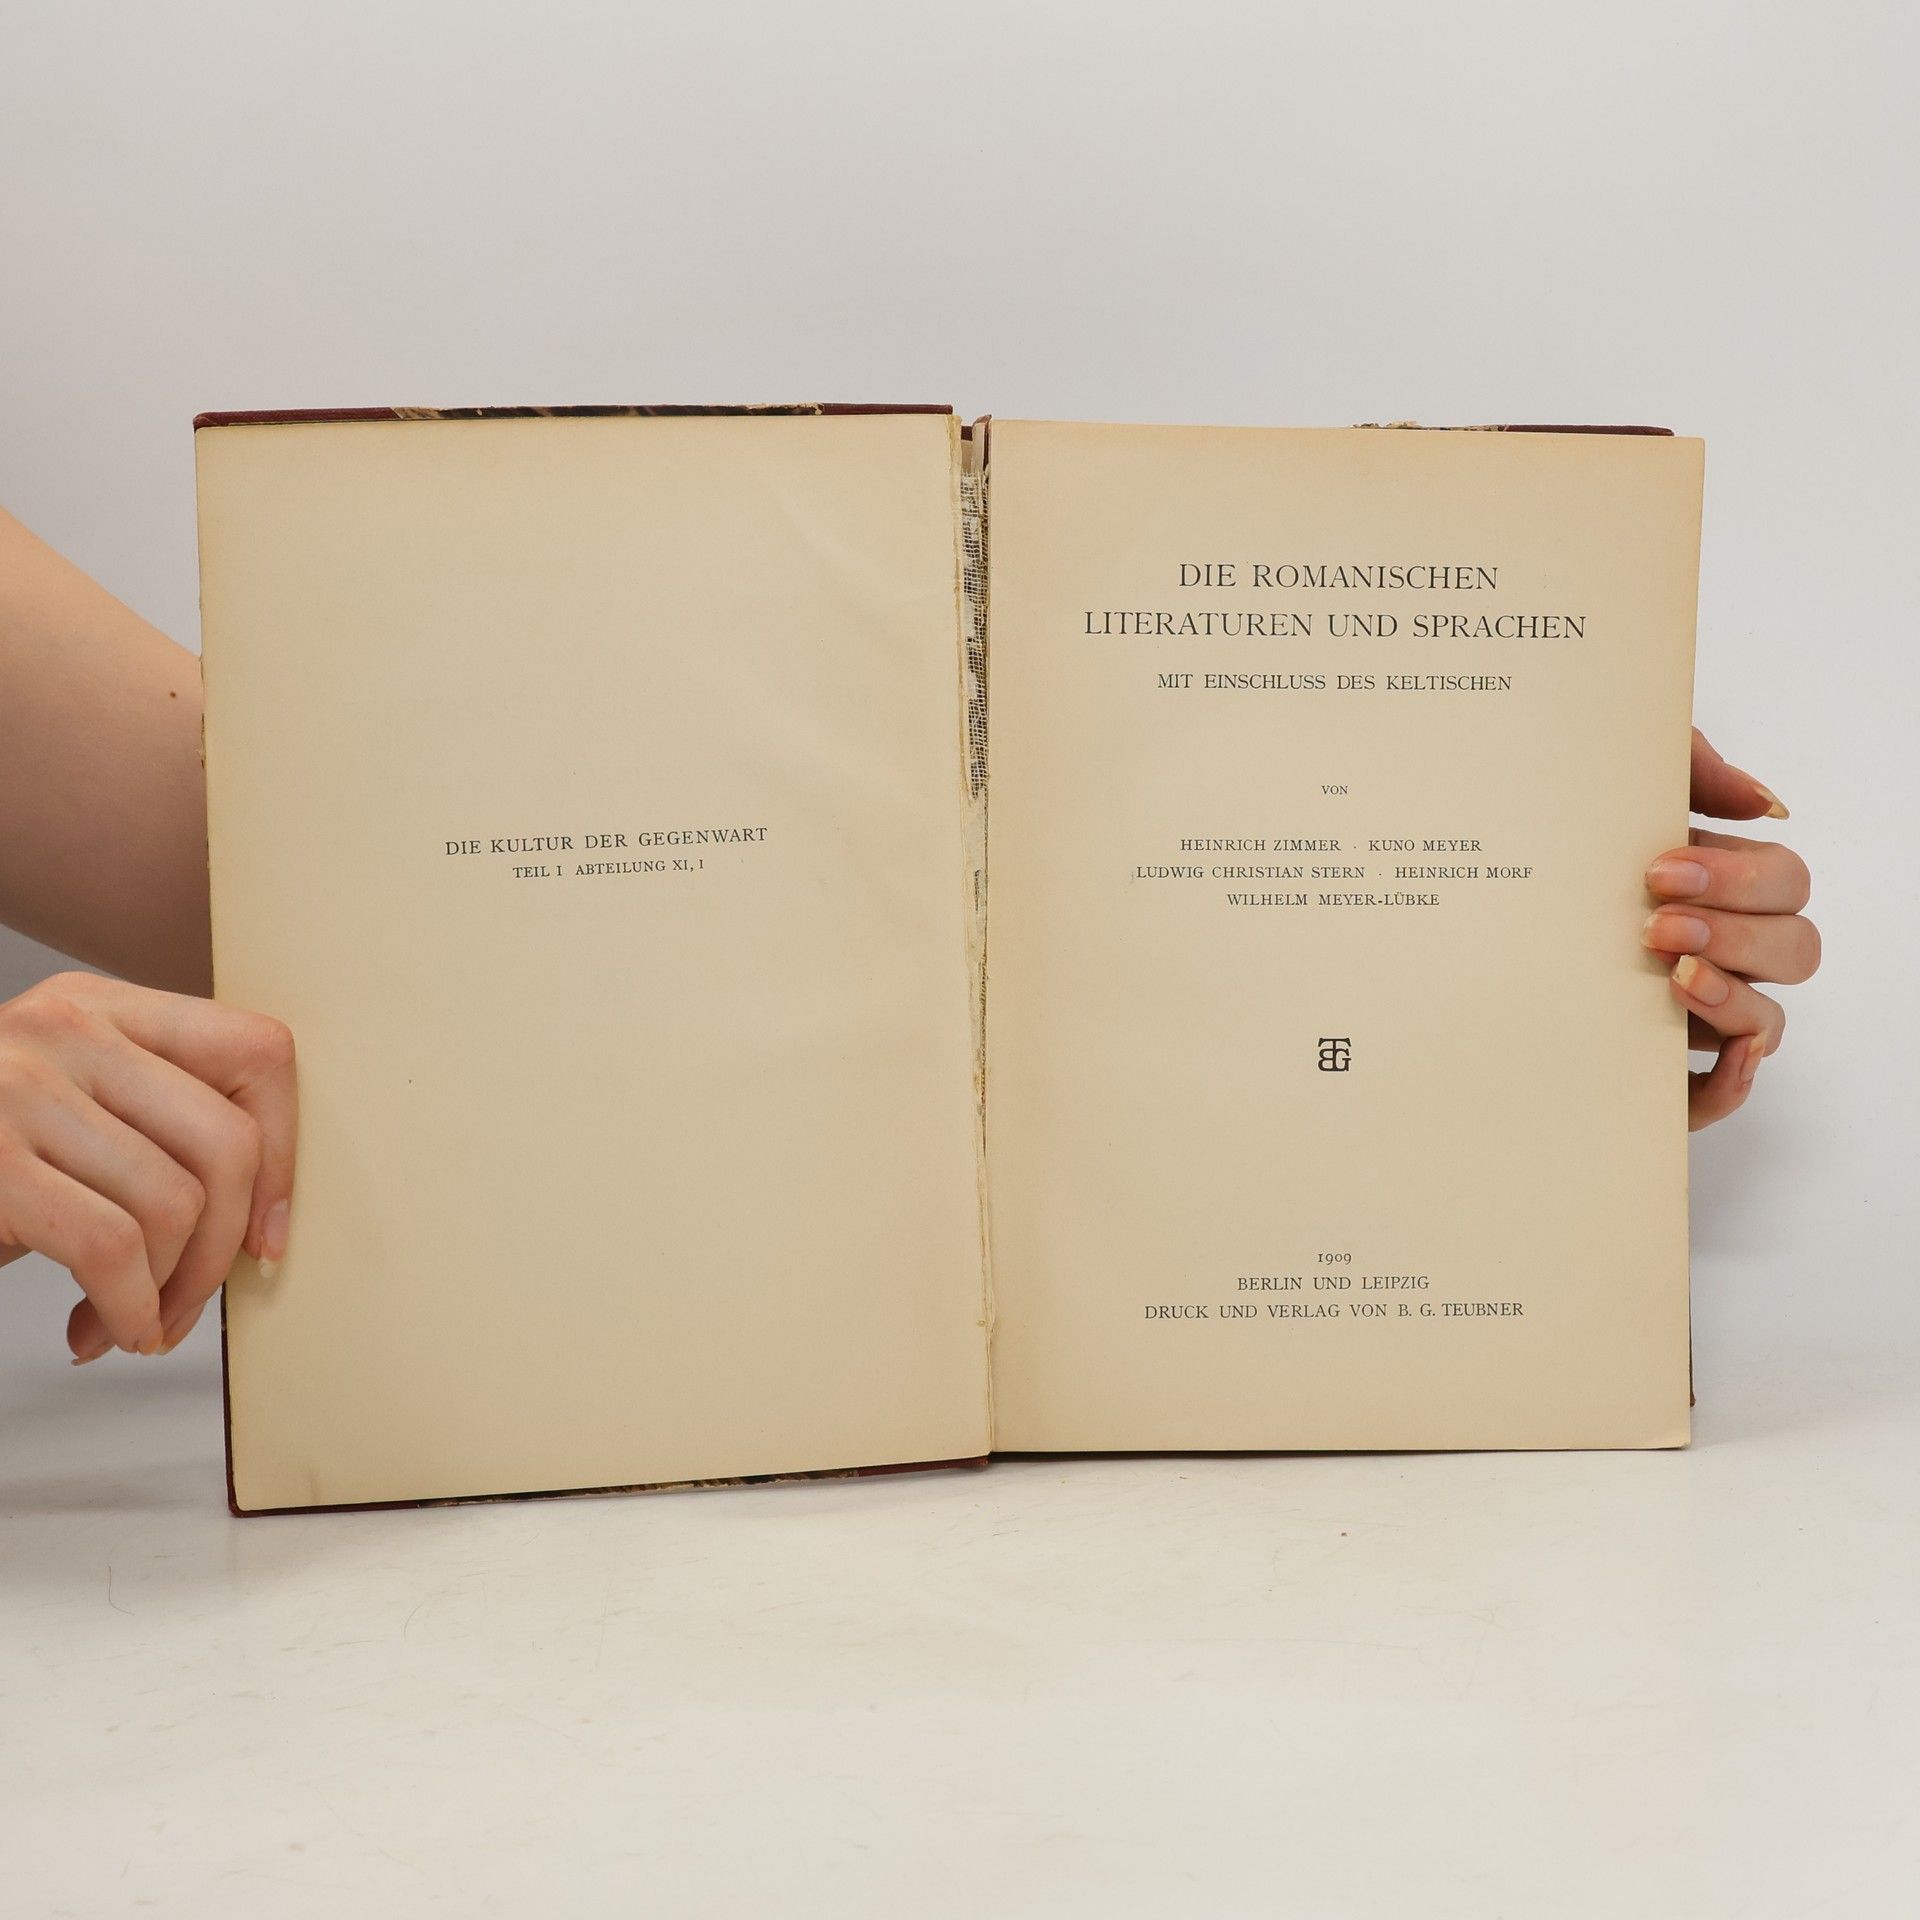 DIE KULTUR DER GEGENWART
TEIL I ABTEILUNG XI, I
DIE ROMANISCHEN
LITERATUREN UND SPRACHEN
MIT EINSCHLUSS DES KELTISCHEN
VON
HEINRICH ZIMMER · KUNO MEYER
LUDWIG CHRISTIAN STERN · HEINRICH MORF
WILHELM MEYER-LÜBKE
BTG
1909
BERLIN UND LEIPZIG
DRUCK UND VERLAG VON B. G. TEUBNER